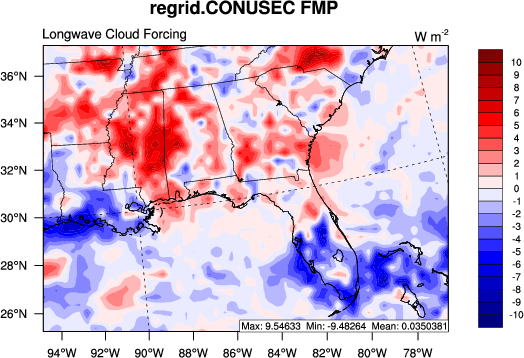 regrid.CONUSEC FMP
Longwave Cloud Forcing
W m-2
36°N
34°N
32°N
30°N
28°N
26°N
94°W 92°W 90°W 88°W 86°W 84°W 82°W 80°W 78°W
Max: 9.54633 Min: -9.48264 Mean: 0.0350381
10
9
8
7
6
5
4
3
2
1
0
-1
-2
-3
-4
-5
-6
-7
-8
-9
-10